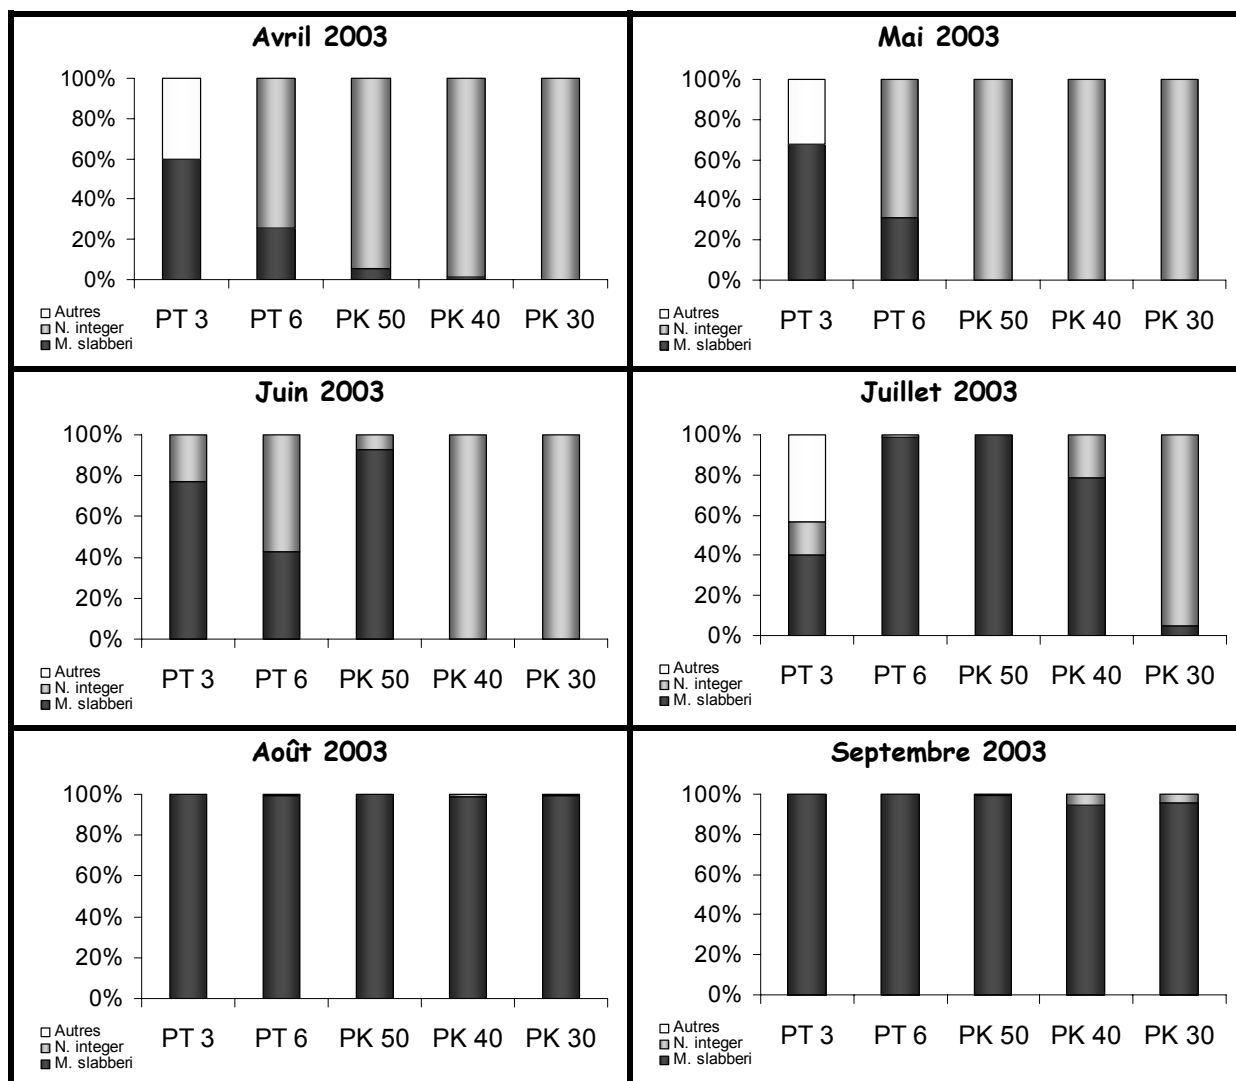 Avril 2003
100%
80%
60%
40%
20%
0%
PT 3 PT 6 PK 50 PK 40 PK 30
Autres
N. integer
M. slabberi
Mai 2003
100%
80%
60%
40%
20%
0%
PT 3 PT 6 PK 50 PK 40 PK 30
Autres
N. integer
M. slabberi
Juin 2003
100%
80%
60%
40%
20%
0%
PT 3 PT 6 PK 50 PK 40 PK 30
Autres
N. integer
M. slabberi
Juillet 2003
100%
80%
60%
40%
20%
0%
PT 3 PT 6 PK 50 PK 40 PK 30
Autres
N. integer
M. slabberi
Août 2003
100%
80%
60%
40%
20%
0%
PT 3 PT 6 PK 50 PK 40 PK 30
Autres
N. integer
M. slabberi
Septembre 2003
100%
80%
60%
40%
20%
0%
PT 3 PT 6 PK 50 PK 40 PK 30
Autres
N. integer
M. slabberi